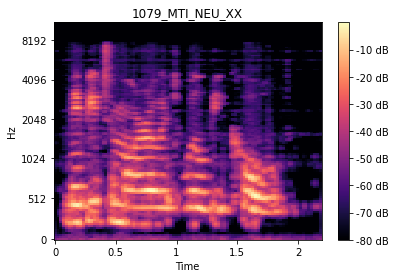 1079_MTI_NEU_XX
8192
4096
2048
1024
512
0
Hz
0
0.5
1
1.5
2
Time
-10 dB
-20 dB
-30 dB
-40 dB
-50 dB
-60 dB
-70 dB
-80 dB